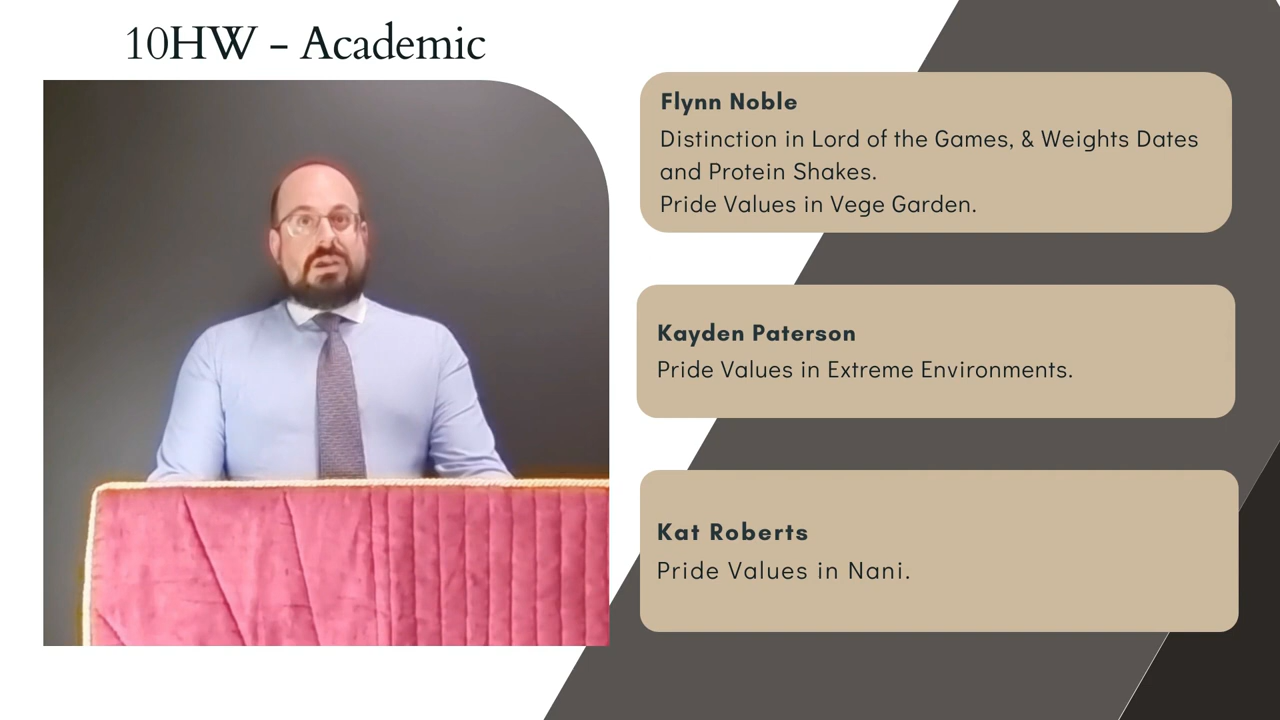 10HW - Academic
Flynn Noble
Distinction in Lord of the Games, & Weights Dates
and Protein Shakes.
Pride Values in Vege Garden.
Kayden Paterson
Pride Values in Extreme Environments.
Kat Roberts
Pride Values in Nani.